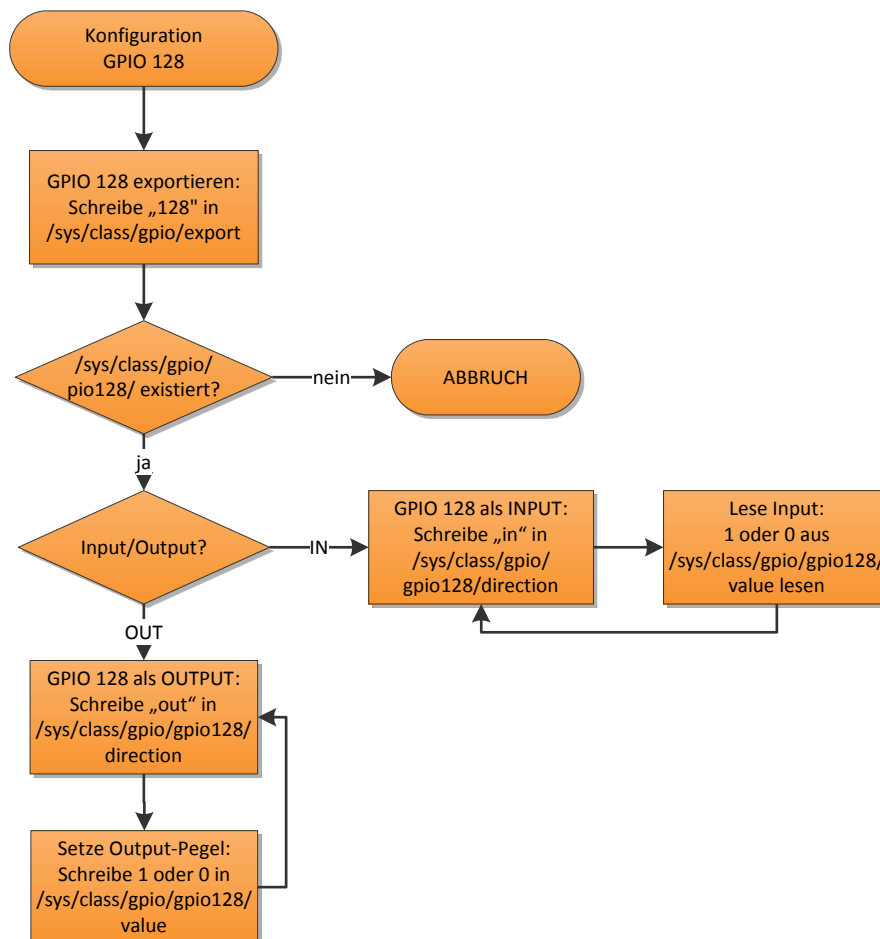 Konfiguration
GPIO 128
GPIO 128 exportieren:
Schreibe „128" in
/sys/class/gpio/export
/sys/class/gpio/
pio128/ existiert?
nein
ABBRUCH
ja
Input/Output?
IN
GPIO 128 als INPUT:
Schreibe „in“ in
/sys/class/gpio/
gpio128/direction
Lese Input:
1 oder 0 aus
/sys/class/gpio/gpio128/
value lesen
OUT
GPIO 128 als OUTPUT:
Schreibe „out“ in
/sys/class/gpio/gpio128/
direction
Setze Output-Pegel:
Schreibe 1 oder 0 in
/sys/class/gpio/gpio128/
value